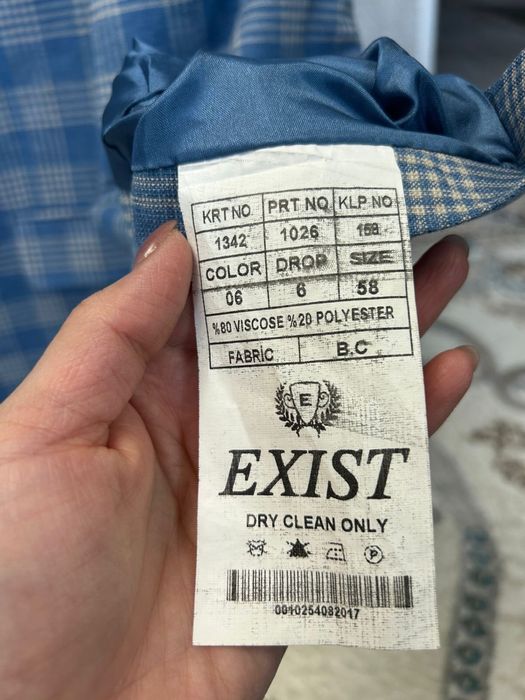 KRT NO PRT NO KLP NO
1342 1026 158
COLOR DROP SIZE
06 6 58
%80 VISCOSE %20 POLYESTER
FABRIC B.C
E
EXIST
DRY CLEAN ONLY
P
0010254082017